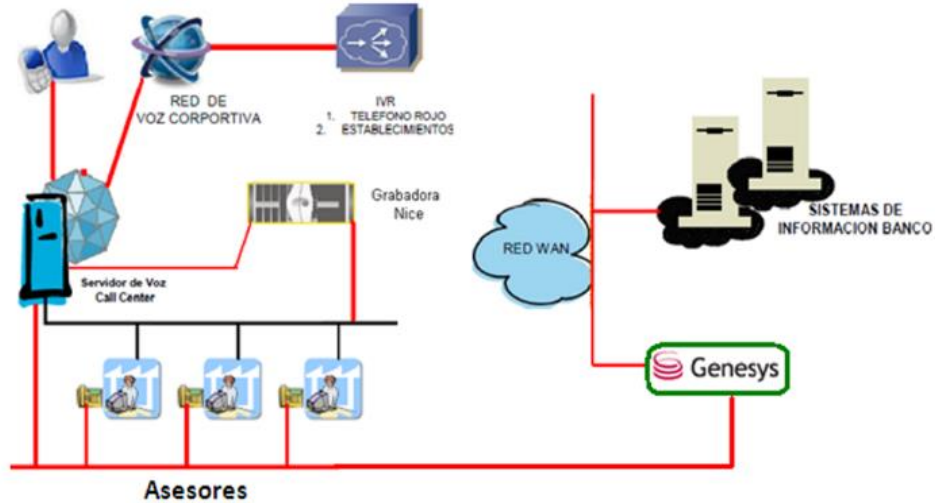 RED DE
VOZ CORPORTIVA
IVR
1. TELEFONO ROJO
2. ESTABLECIMIENTOS
Grabadora
Nice
Servidor de Voz
Call Center
Asesores
RED WAN
SISTEMAS DE
INFORMACION BANCO
Genesys